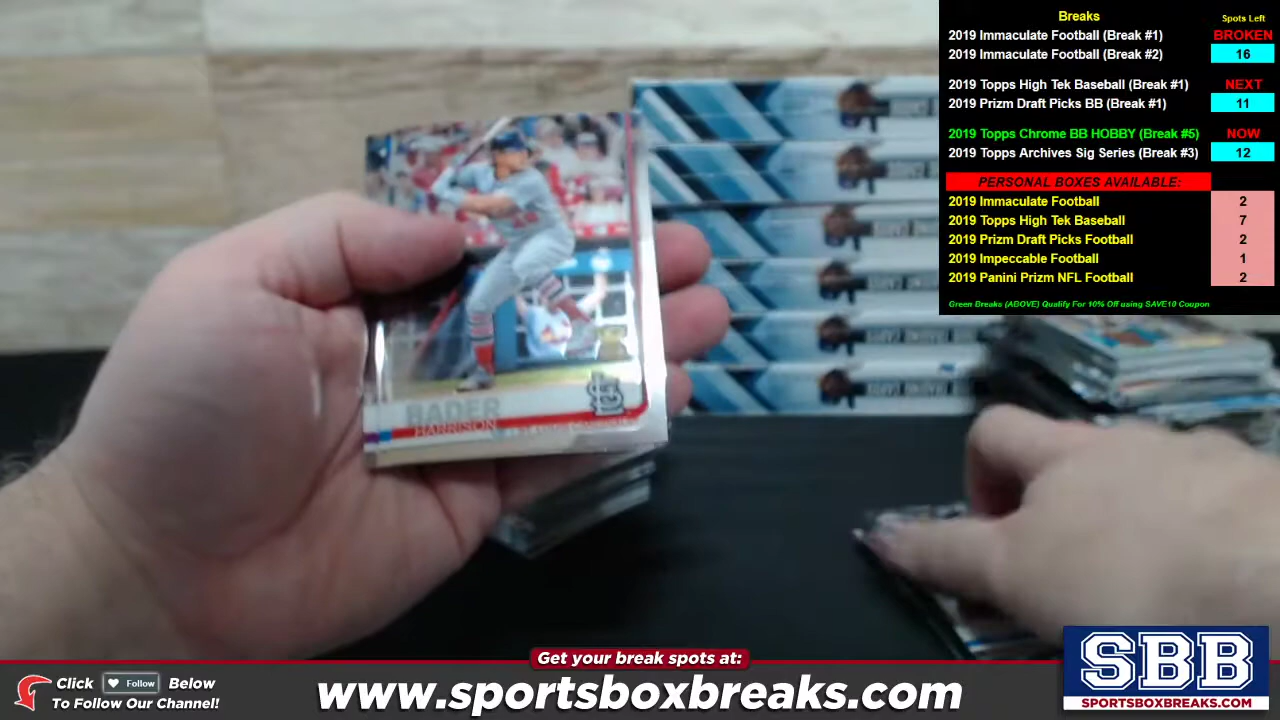 Breaks Spots Left
2019 Immaculate Football (Break #1) BROKEN
2019 Immaculate Football (Break #2) 16
2019 Topps High Tek Baseball (Break #1) NEXT
2019 Prizm Draft Picks BB (Break #1) 11
2019 Topps Chrome BB HOBBY (Break #5) NOW
2019 Topps Archives Sig Series (Break #3) 12
PERSONAL BOXES AVAILABLE:
2019 Immaculate Football 2
2019 Topps High Tek Baseball 7
2019 Prizm Draft Picks Football 2
2019 Impeccable Football 1
2019 Panini Prizm NFL Football 2
Green Breaks (ABOVE) Qualify For 10% Off using SAVE10 Coupon
BADER
HARRISON
STL
Get your break spots at:
Click Follow Below
To Follow Our Channel!
www.sportsboxbreaks.com
SBB
SPORTSBOXBREAKS.COM